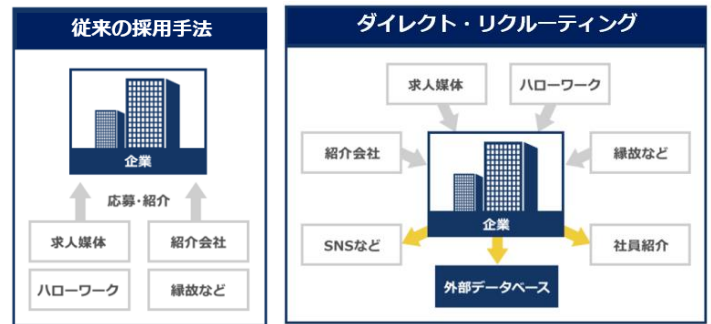 従来の採用手法
企業
応募・紹介
求人媒体
紹介会社
ハローワーク
縁故など
ダイレクト・リクルーティング
求人媒体
ハローワーク
紹介会社
縁故など
企業
SNSなど
社員紹介
外部データベース